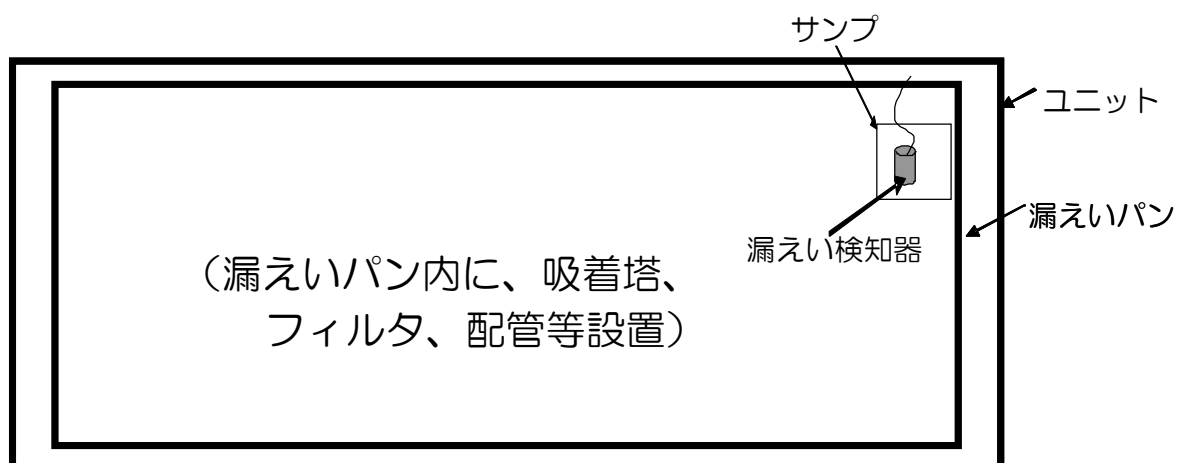 サンプ
ユニット
漏えいパン
漏えい検知器
（漏えいパン内に、吸着塔、
フィルタ、配管等設置）